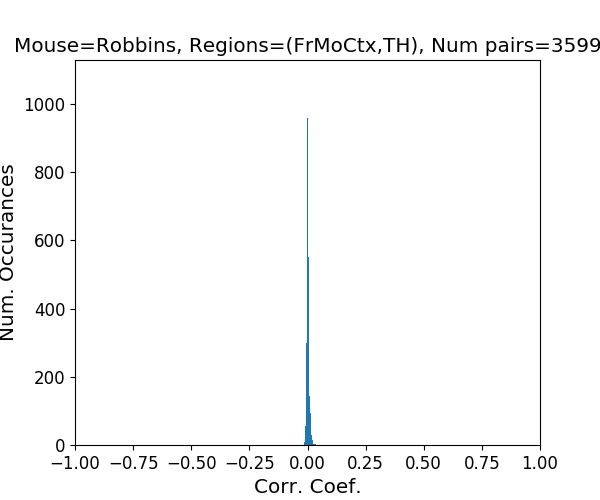 Mouse=Robbins, Regions=(FrMoCtx,TH), Num pairs=3599
1000
800
600
400
200
0
Num. Occurances
−1.00 −0.75 −0.50 −0.25 0.00 0.25 0.50 0.75 1.00
Corr. Coef.